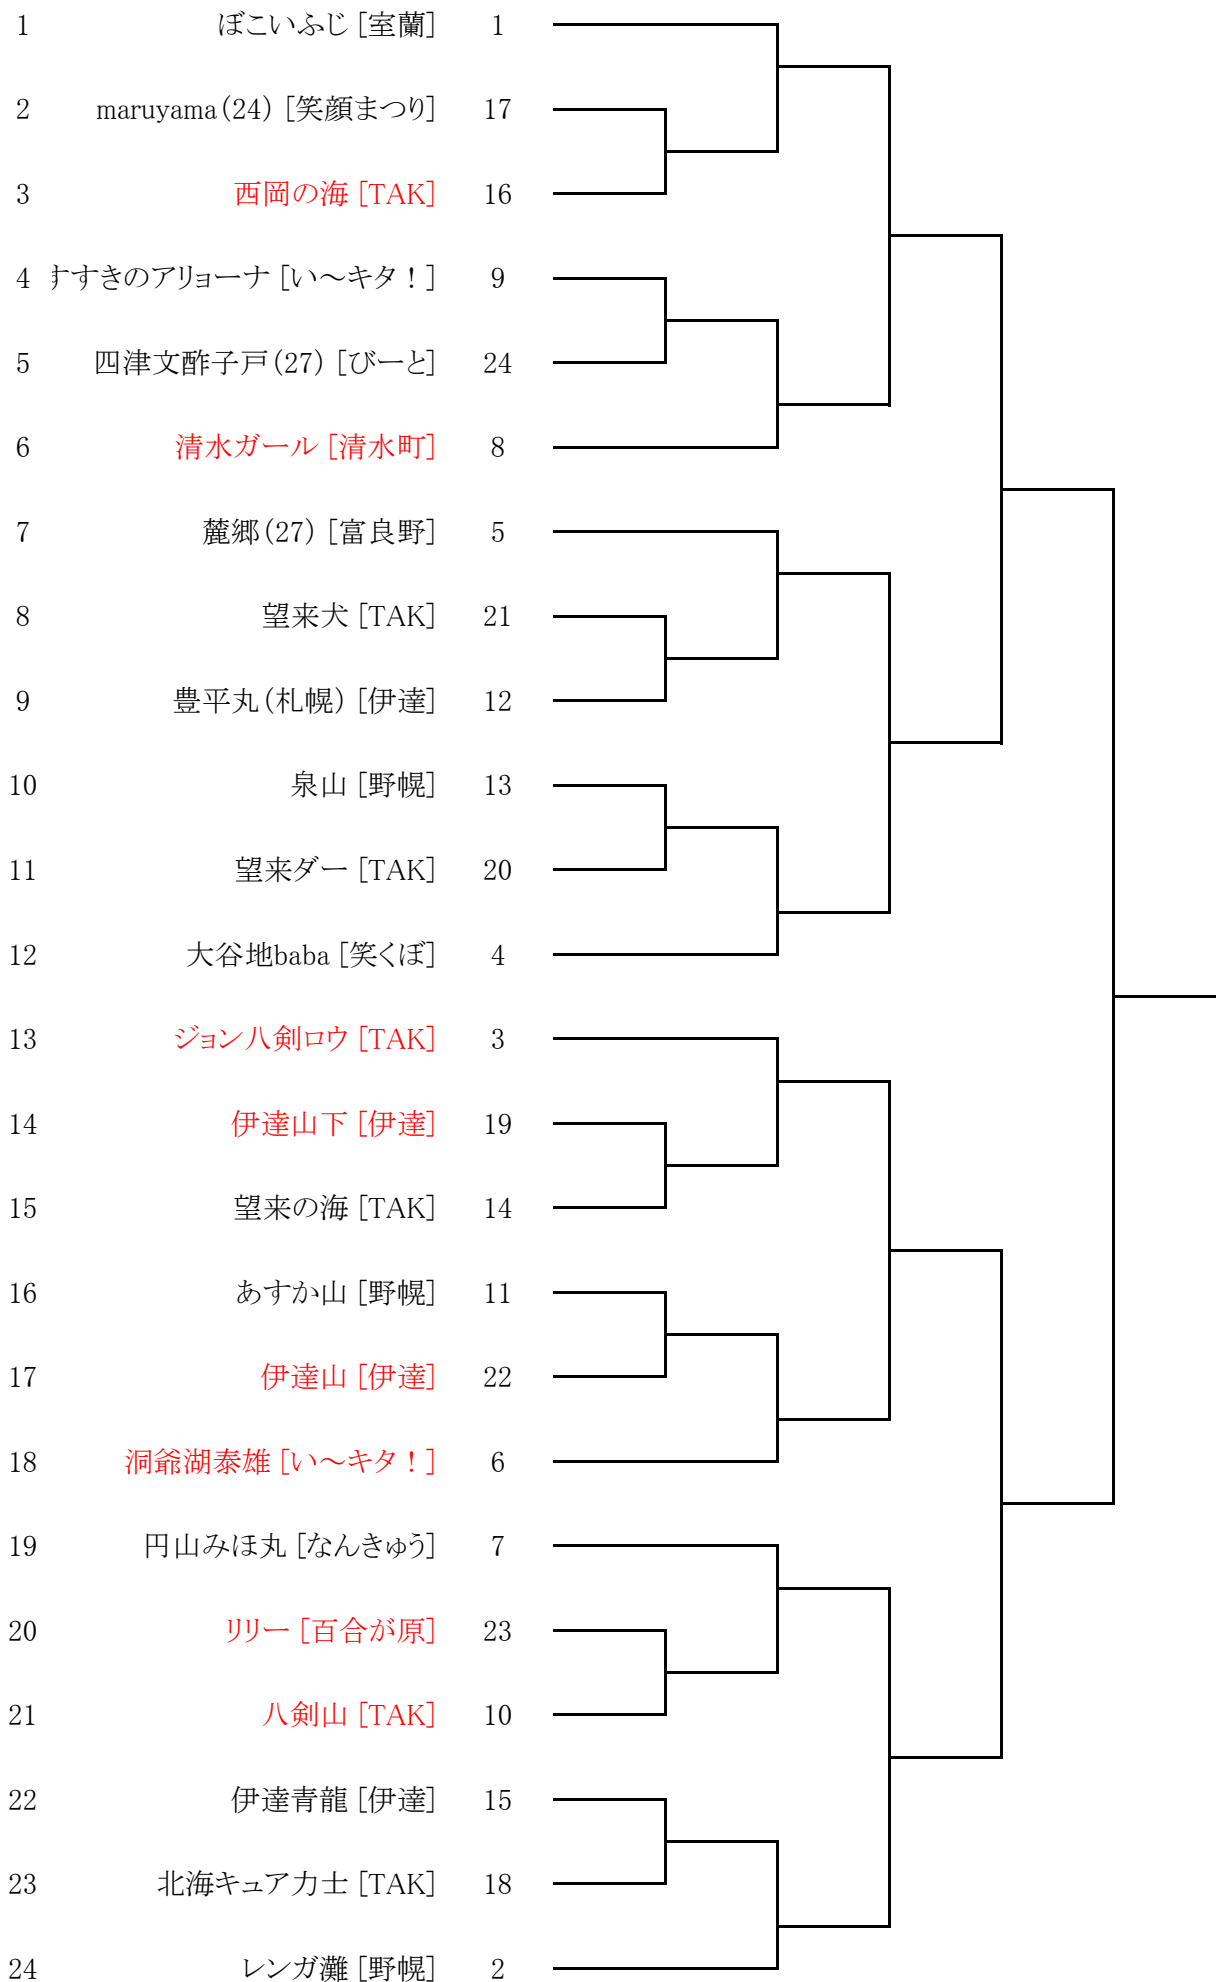 1 ぼこいふじ [室蘭] 1
2 maruyama(24) [笑顔まつり] 17
3 西岡の海 [TAK] 16
4 すすきのアリョーナ [い～キタ！] 9
5 四津文酢子戸(27) [びーと] 24
6 清水ガール [清水町] 8
7 麓郷(27) [富良野] 5
8 望来犬 [TAK] 21
9 豊平丸(札幌) [伊達] 12
10 泉山 [野幌] 13
11 望来ダー [TAK] 20
12 大谷地baba [笑くぼ] 4
13 ジョン八剣ロウ [TAK] 3
14 伊達山下 [伊達] 19
15 望来の海 [TAK] 14
16 あすか山 [野幌] 11
17 伊達山 [伊達] 22
18 洞爺湖泰雄 [い～キタ！] 6
19 円山みほ丸 [なんきゅう] 7
20 リリー [百合が原] 23
21 八剣山 [TAK] 10
22 伊達青龍 [伊達] 15
23 北海キュア力士 [TAK] 18
24 レンガ灘 [野幌] 2